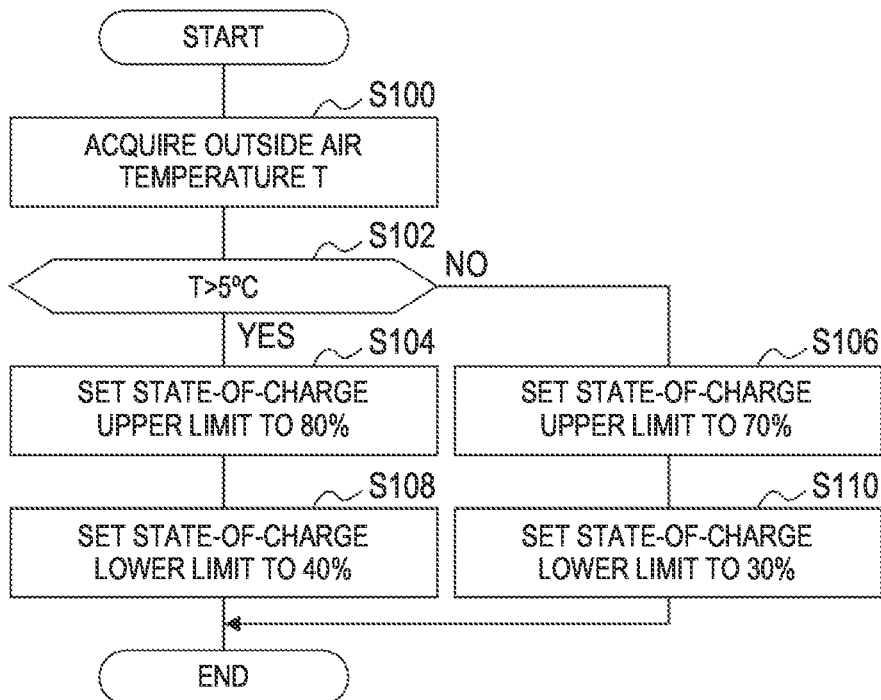 START
S100
ACQUIRE OUTSIDE AIR
TEMPERATURE T
S102
T>5ºC
NO
YES
S104
SET STATE-OF-CHARGE
UPPER LIMIT TO 80%
S106
SET STATE-OF-CHARGE
UPPER LIMIT TO 70%
S108
SET STATE-OF-CHARGE
LOWER LIMIT TO 40%
S110
SET STATE-OF-CHARGE
LOWER LIMIT TO 30%
END